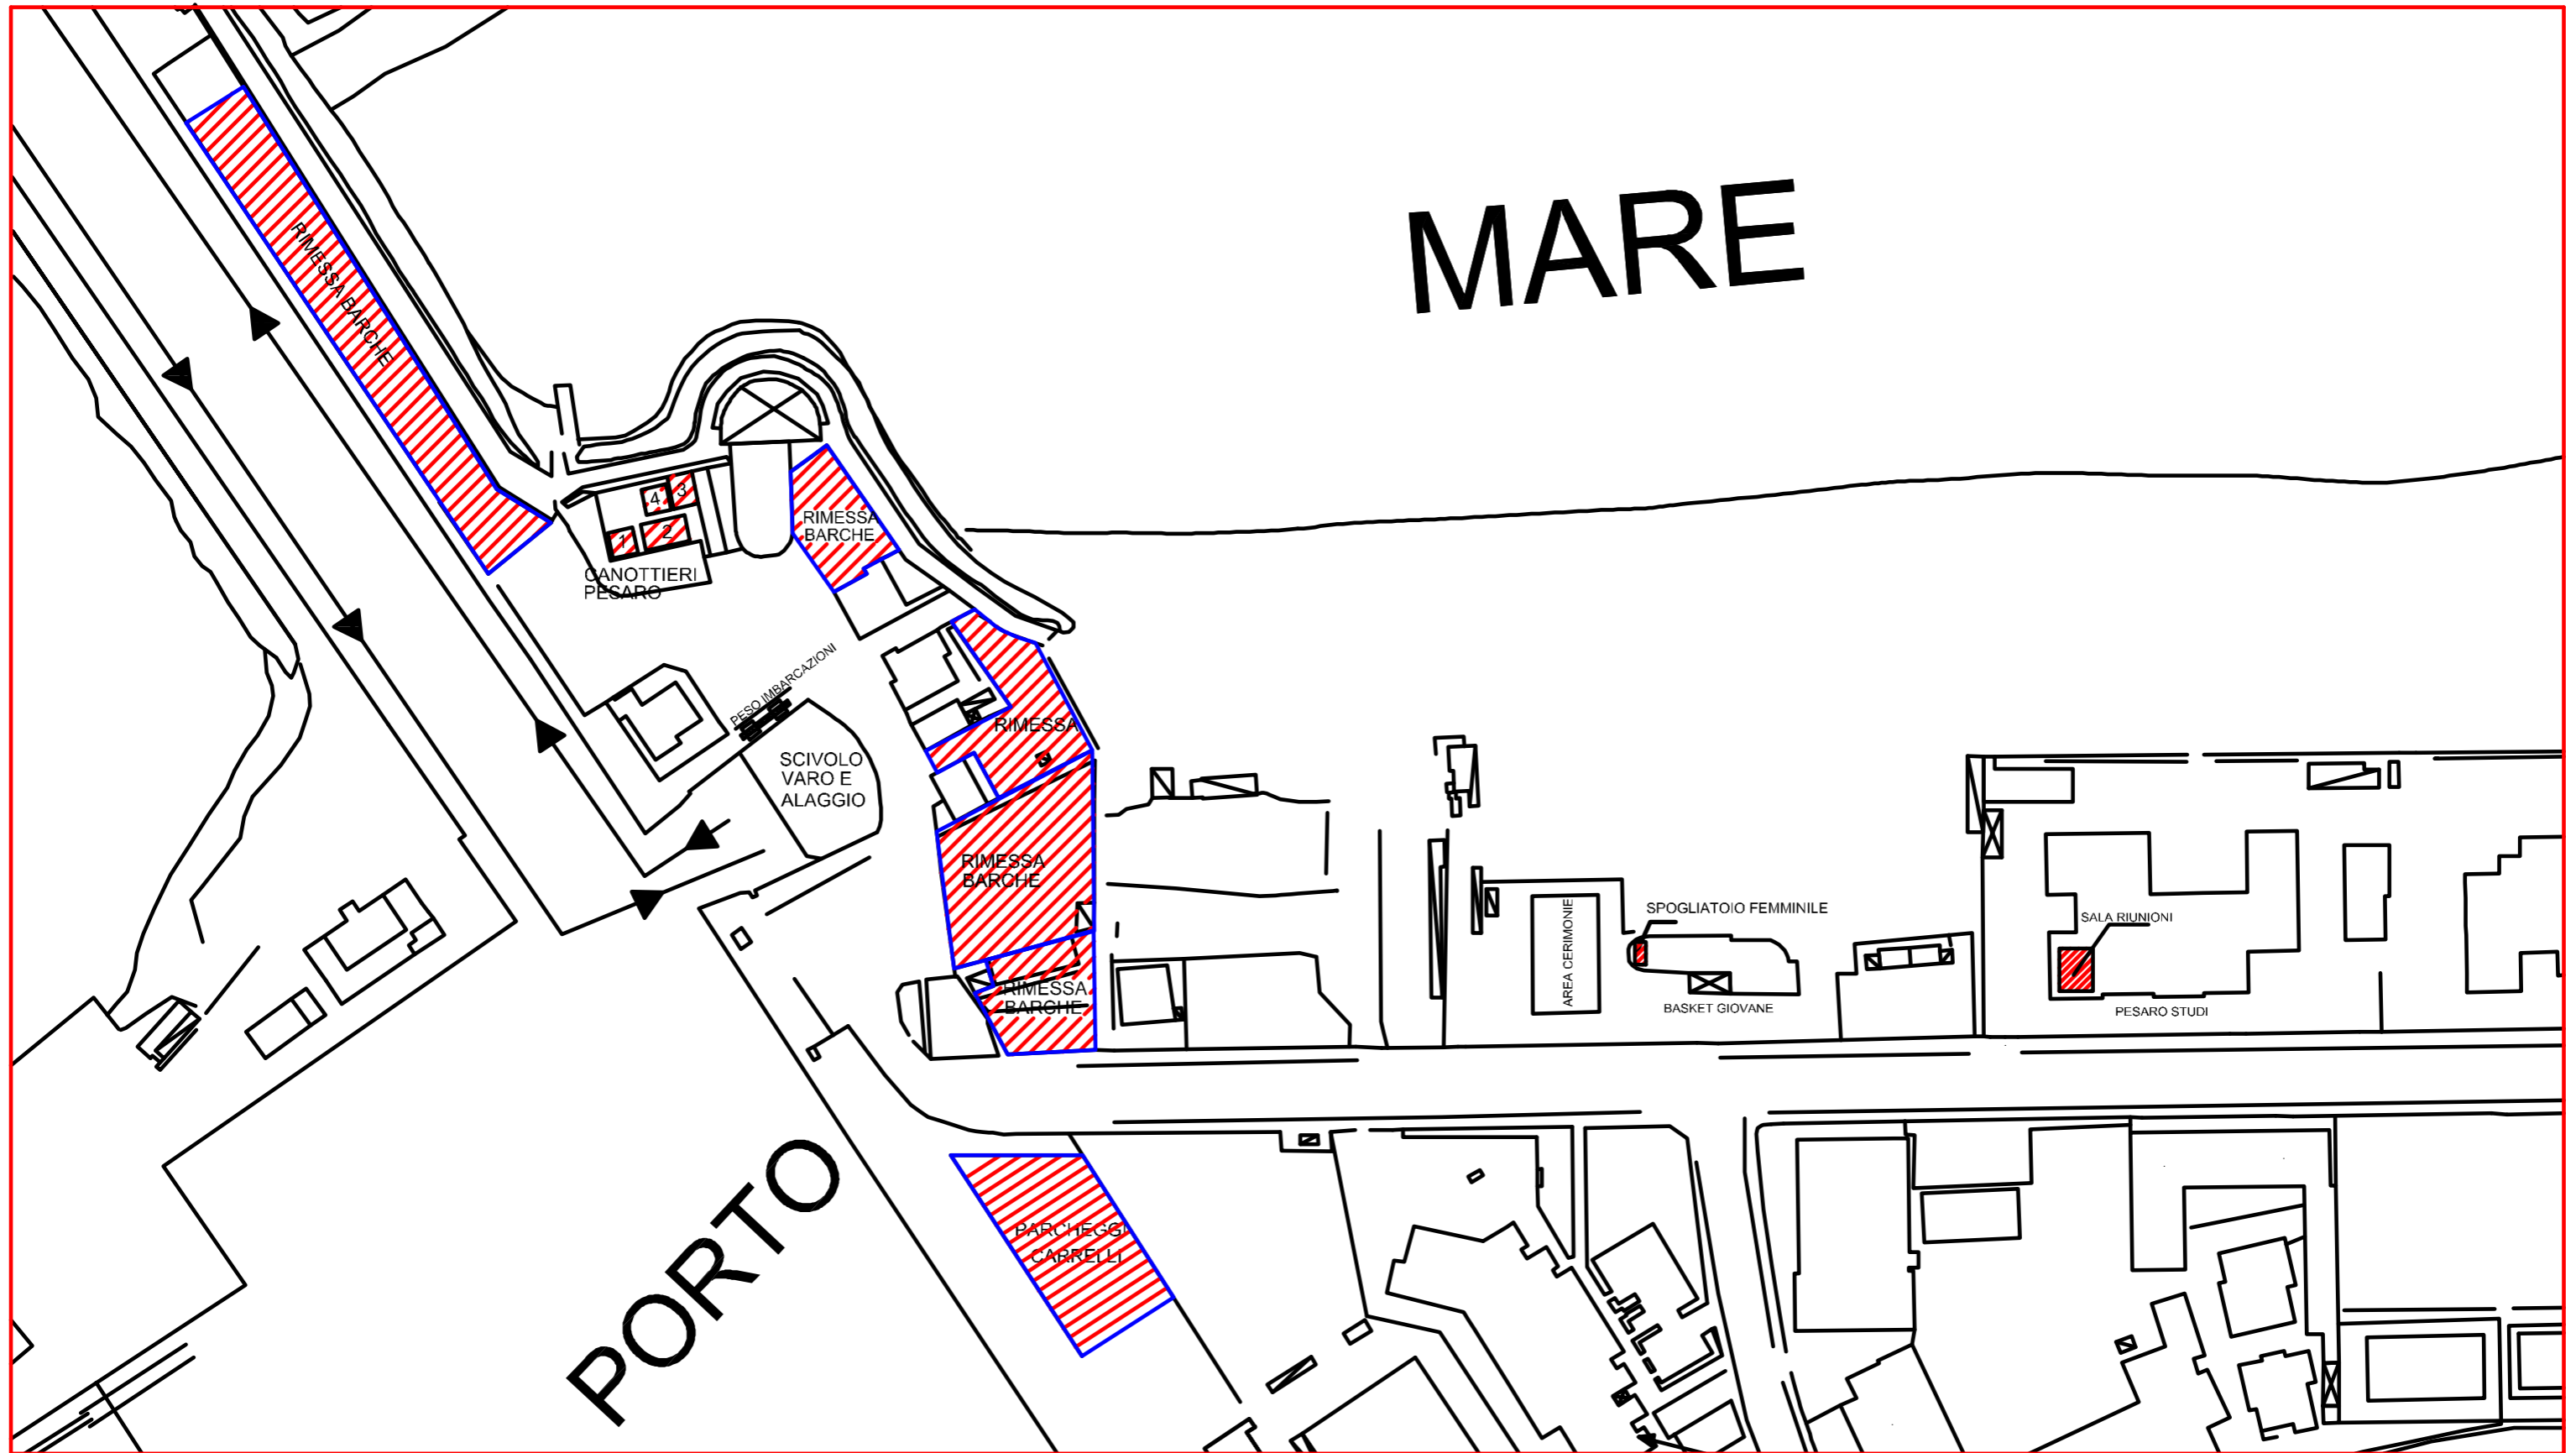 MARE
RIMESSA BARCHE
4
3
1
2
CANOTTIERI
PESARO
RIMESSA
BARCHE
PESO IMBARCAZIONI
RIMESSA
SCIVOLO
VARO E
ALAGGIO
RIMESSA
BARCHE
RIMESSA
BARCHE
AREA CERIMONIE
SPOGLIATOIO FEMMINILE
BASKET GIOVANE
SALA RIUNIONI
PESARO STUDI
PORTO
PARCHEGGI
CARRELLI